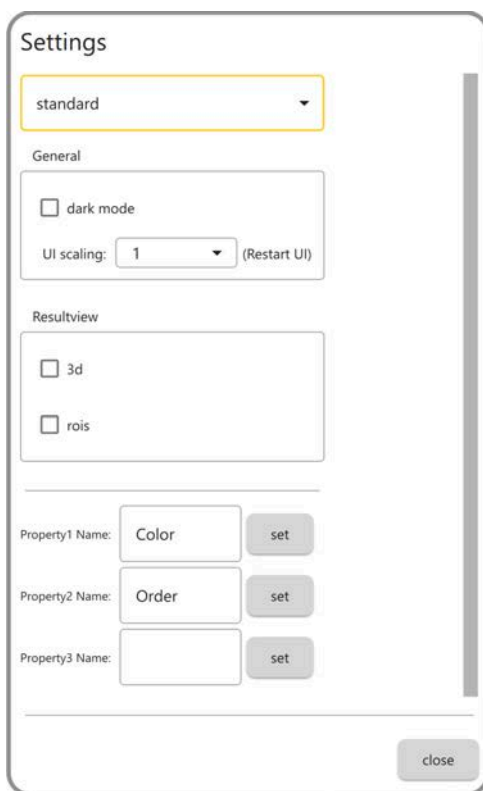 Settings
standard
General
dark mode
UI scaling: 1 (Restart UI)
Resultview
3d
rois
Property1 Name: Color set
Property2 Name: Order set
Property3 Name: set
close